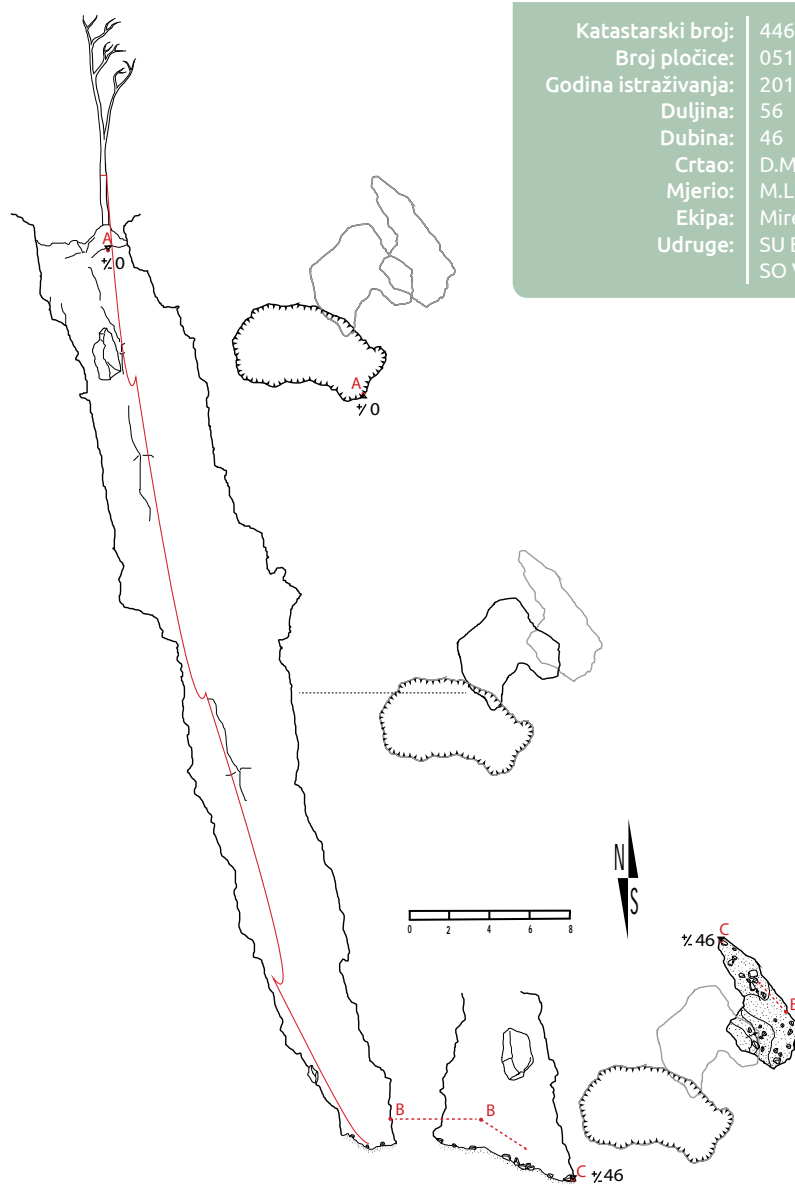 Katastarski broj: 446
Broj pločice: 051
Godina istraživanja: 201
Duljina: 56
Dubina: 46
Crtao: D.M
Mjerio: M.L
Ekipa: Mire
Udruge: SU
SO
A
+/- 0
A
+/- 0
N
S
0 2 4 6 8
C
+/- 46
B
B
B
C +/- 46